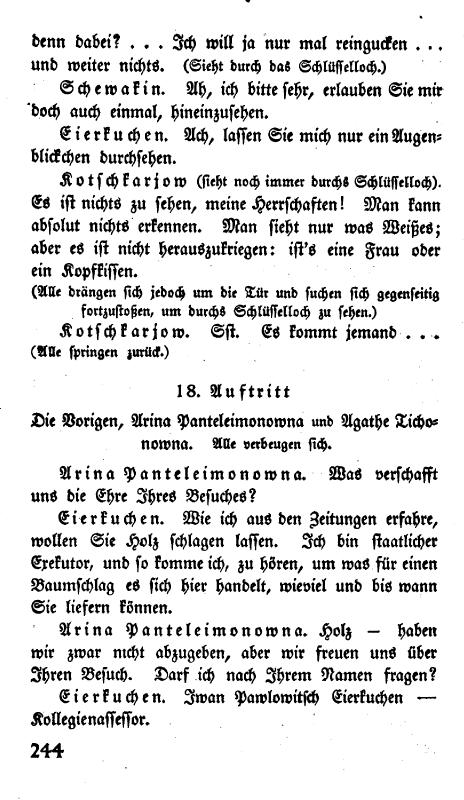 denn dabei? . . . Ich will ja nur mal reingucken . . .
und weiter nichts. (Sieht durch das Schlüsselloch.)
Schewakin. Ah, ich bitte sehr, erlauben Sie mir
doch auch einmal, hineinzusehen.
Eierkuchen. Ach, lassen Sie mich nur ein Augen-
blickchen durchsehen.
Kotschkarjow (sieht noch immer durchs Schlüsselloch).
Es ist nichts zu sehen, meine Herrschaften! Man kann
absolut nichts erkennen. Man sieht nur was Weißes;
aber es ist nicht herauszukriegen: ist's eine Frau oder
ein Kopfkissen.
(Alle drängen sich jedoch um die Tür und suchen sich gegenseitig
fortzustoßen, um durchs Schlüsselloch zu sehen.)
Kotschkarjow. Sst. Es kommt jemand . . .
(Alle springen zurück.)
18. Auftritt
Die Vorigen, Arina Panteleimonowna und Agathe Ticho-
nowna. Alle verbeugen sich.
Arina Panteleimonowna. Was verschafft
uns die Ehre Ihres Besuches?
Eierkuchen. Wie ich aus den Zeitungen erfahre,
wollen Sie Holz schlagen lassen. Ich bin staatlicher
Exekutor, und so komme ich, zu hören, um was für einen
Baumschlag es sich hier handelt, wieviel und bis wann
Sie liefern können.
Arina Panteleimonowna. Holz — haben
wir zwar nicht abzugeben, aber wir freuen uns über
Ihren Besuch. Darf ich nach Ihrem Namen fragen?
Eierkuchen. Iwan Pawlowitsch Eierkuchen —
Kollegienassessor.
244